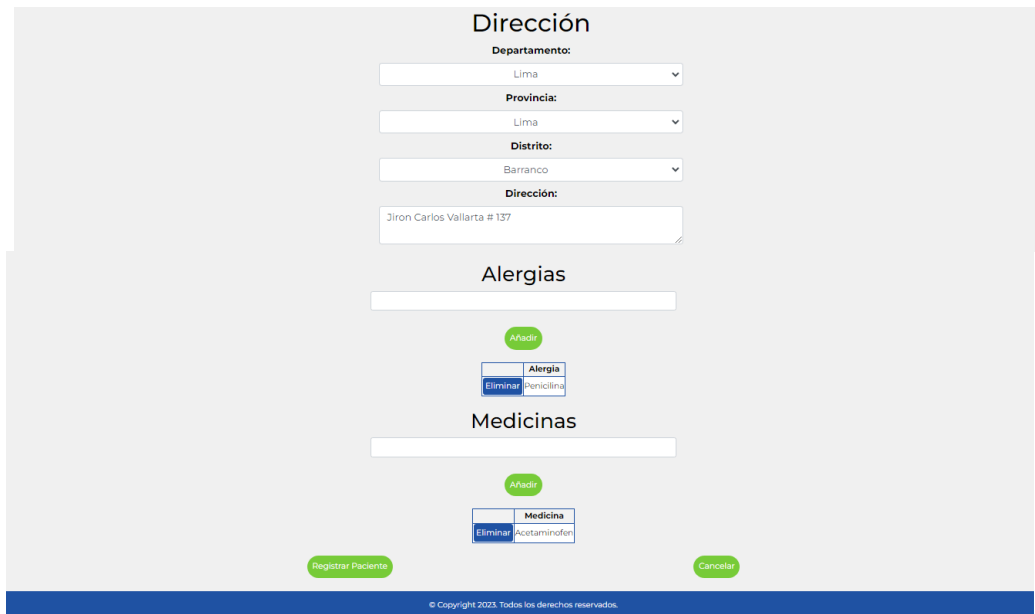 Dirección
Departamento:
Lima
Provincia:
Lima
Distrito:
Barranco
Dirección:
Jiron Carlos Vallarta # 137
Alergias
Añadir
Alergia
Eliminar Penicilina
Medicinas
Añadir
Medicina
Eliminar Acetaminofen
Registrar Paciente Cancelar
© Copyright 2023. Todos los derechos reservados.